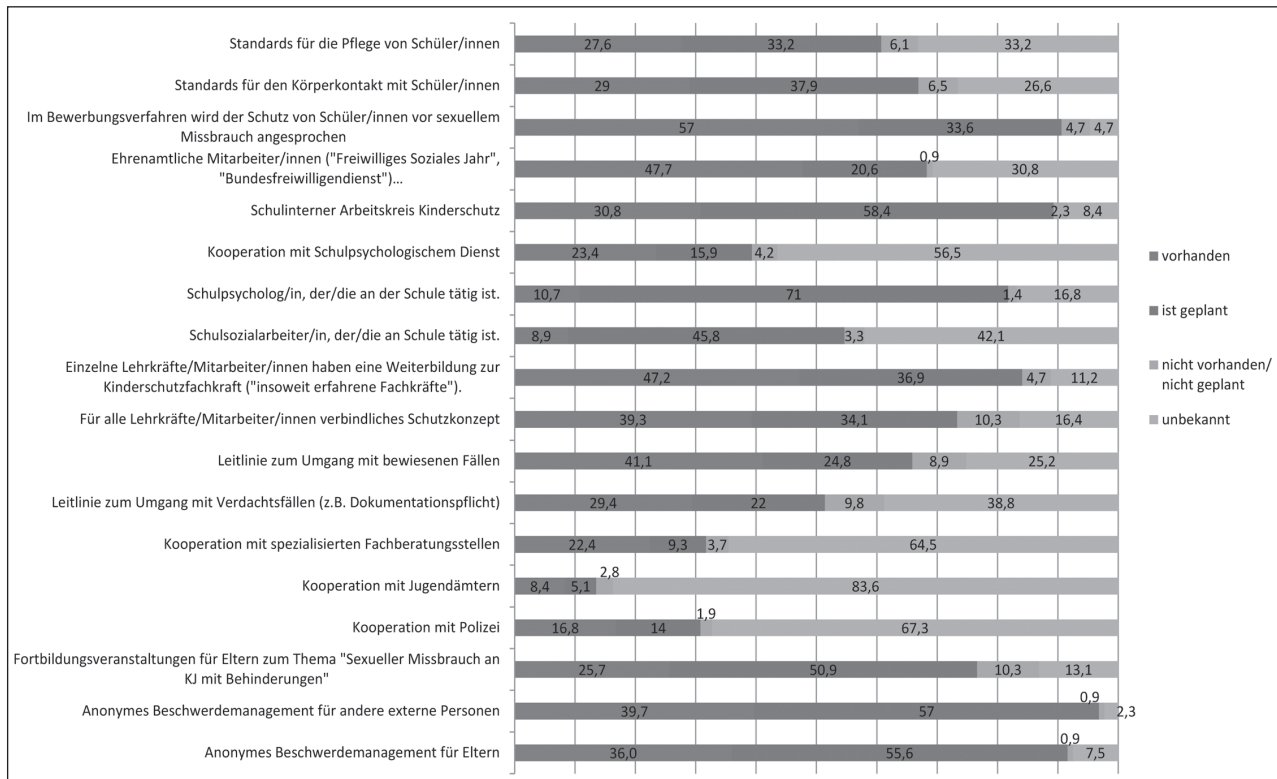 Standards für die Pflege von Schüler/innen
27,6 33,2 6,1 33,2
Standards für den Körperkontakt mit Schüler/innen
29 37,9 6,5 26,6
Im Bewerbungsverfahren wird der Schutz von Schüler/innen vor sexuellem
Missbrauch angesprochen
57 33,6 4,7 4,7
Ehrenamtliche Mitarbeiter/innen ("Freiwilliges Soziales Jahr",
"Bundesfreiwilligendienst")...
47,7 20,6 0,9 30,8
Schulinterner Arbeitskreis Kinderschutz
30,8 58,4 2,3 8,4
Kooperation mit Schulpsychologischem Dienst
23,4 15,9 4,2 56,5
Schulpsycholog/in, der/die an der Schule tätig ist.
10,7 71 1,4 16,8
Schulsozialarbeiter/in, der/die an Schule tätig ist.
8,9 45,8 3,3 42,1
Einzelne Lehrkräfte/Mitarbeiter/innen haben eine Weiterbildung zur
Kinderschutzfachkraft ("insoweit erfahrene Fachkräfte").
47,2 36,9 4,7 11,2
Für alle Lehrkräfte/Mitarbeiter/innen verbindliches Schutzkonzept
39,3 34,1 10,3 16,4
Leitlinie zum Umgang mit bewiesenen Fällen
41,1 24,8 8,9 25,2
Leitlinie zum Umgang mit Verdachtsfällen (z.B. Dokumentationspflicht)
29,4 22 9,8 38,8
Kooperation mit spezialisierten Fachberatungsstellen
22,4 9,3 3,7 64,5
Kooperation mit Jugendämtern
8,4 5,1 2,8 83,6
Kooperation mit Polizei
16,8 14 1,9 67,3
Fortbildungsveranstaltungen für Eltern zum Thema "Sexueller Missbrauch an
KJ mit Behinderungen"
25,7 50,9 10,3 13,1
Anonymes Beschwerdemanagement für andere externe Personen
39,7 57 0,9 2,3
Anonymes Beschwerdemanagement für Eltern
36,0 55,6 0,9 7,5
vorhanden
ist geplant
nicht vorhanden/
nicht geplant
unbekannt